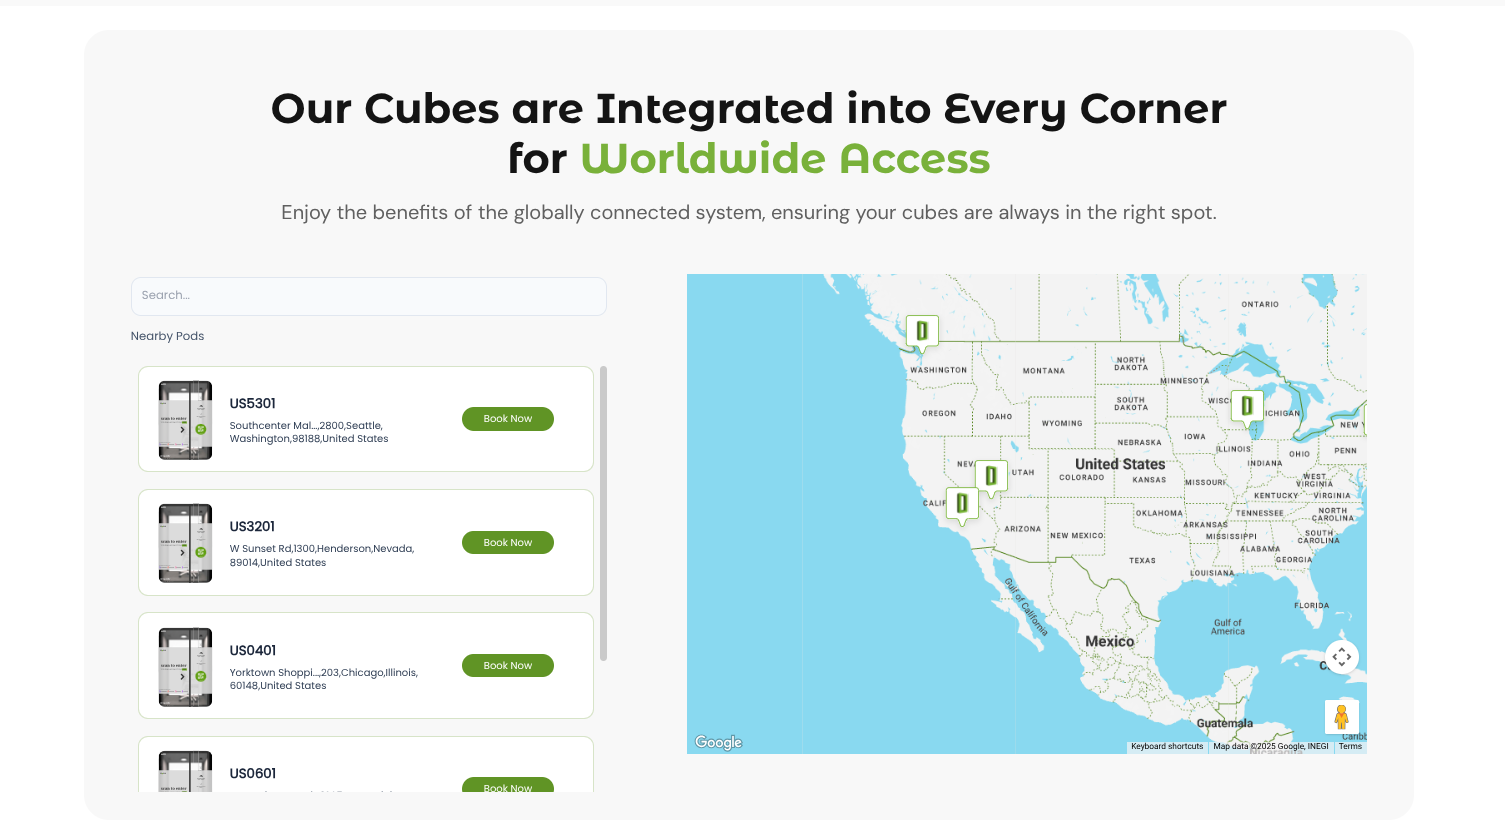 Our Cubes are Integrated into Every Corner
for Worldwide Access
Enjoy the benefits of the globally connected system, ensuring your cubes are always in the right spot.
Search...
Nearby Pods
US5301
Southcenter Mal...,2800,Seattle,
Washington,98188,United States
Book Now
US3201
W Sunset Rd,1300,Henderson,Nevada,
89014,United States
Book Now
US0401
Yorktown Shoppi...,203,Chicago,Illinois,
60148,United States
Book Now
US0601
Book Now
ONTARIO
WASHINGTON
MONTANA
NORTH
DAKOTA
MINNESOTA
OREGON
IDAHO
SOUTH
DAKOTA
WISC
ICHIGAN
WYOMING
NEW Y
NEBRASKA
IOWA
ILLINOIS
OHIO
PENN
NEV
UTAH
United States
INDIANA
COLORADO
KANSAS
MISSOURI
WEST
VIRGINIA
KENTUCKY
VIRGINIA
CALIF
OKLAHOMA
TENNESSEE
NORTH
CAROLINA
ARIZONA
NEW MEXICO
ARKANSAS
MISSISSIPPI
SOUTH
CAROLINA
ALABAMA
GEORGIA
TEXAS
LOUISIANA
Gulf of California
FLORIDA
Gulf of
America
Mexico
C
Guatemala
Caribb
Nicaragua
Google
Keyboard shortcuts
Map data ©2025 Google, INEGI
Terms